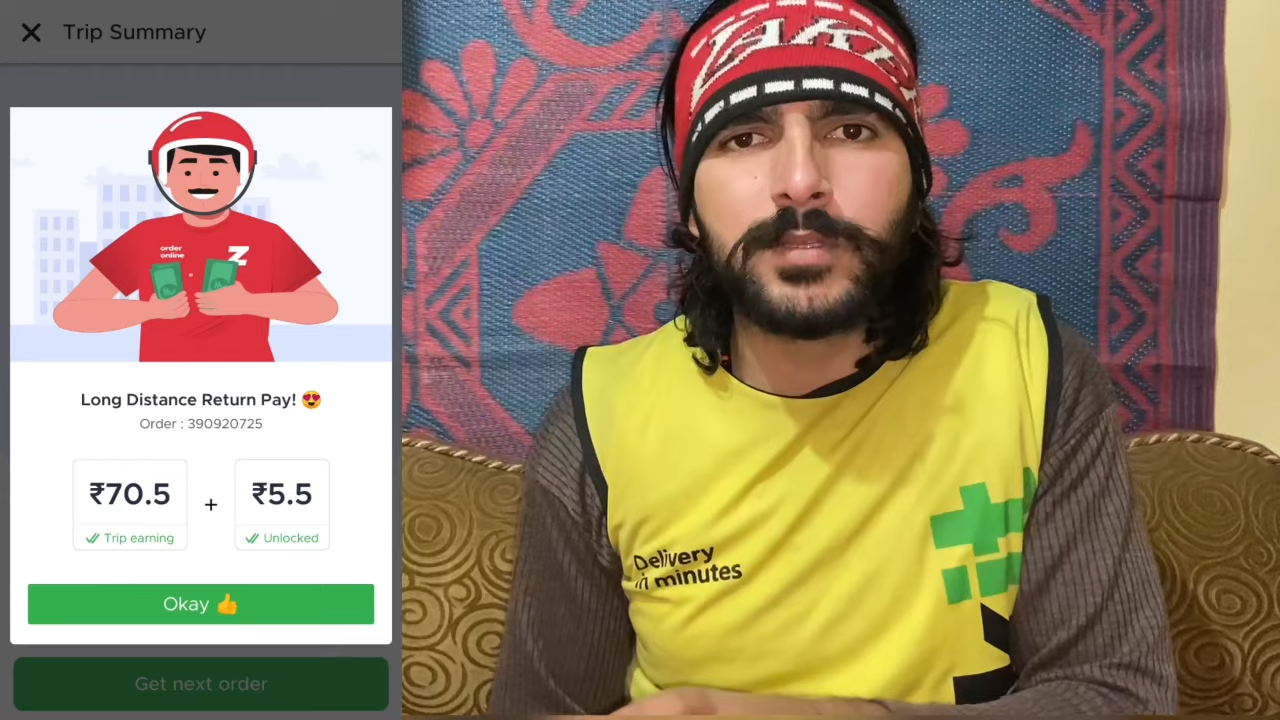 Trip Summary
order
online
Z
Long Distance Return Pay! 😍
Order : 390920725
₹70.5
+
₹5.5
Trip earning
Unlocked
Okay 👍
Get next order
Delivery
in minutes